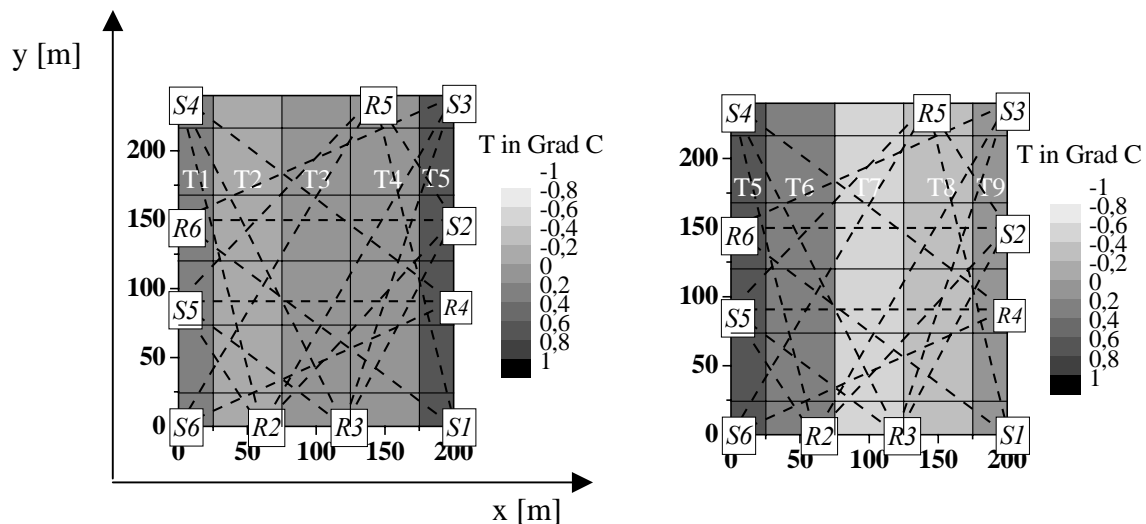 y [m]
S4 R5 S3
T in Grad C
-1
-0,8
-0,6
-0,4
-0,2
0
0,2
0,4
0,6
0,8
1
200
150
100
50
0
T1 T2 T3 T4 T5
R6 S2
S5 R4
S6 R2 R3 S1
0 50 100 150 200
x [m]
S4 R5 S3
T in Grad C
-1
-0,8
-0,6
-0,4
-0,2
0
0,2
0,4
0,6
0,8
1
200
150
100
50
0
T5 T6 T7 T8 T9
R6 S2
S5 R4
S6 R2 R3 S1
0 50 100 150 200